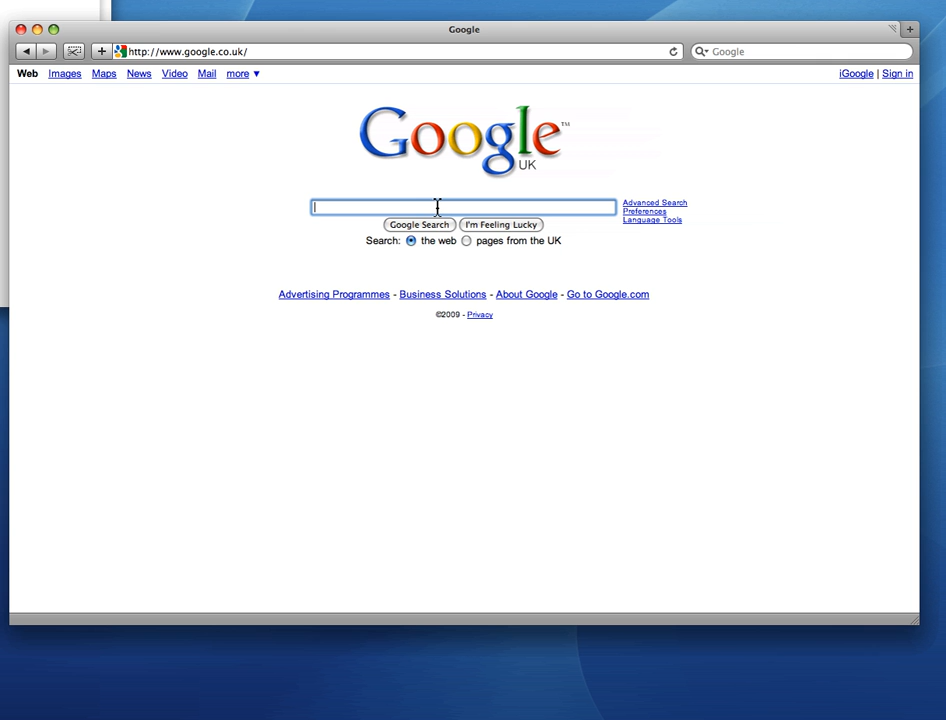 Google
http://www.google.co.uk/ Google
Web Images Maps News Video Mail more ▼ iGoogle | Sign in
Google™
UK
Advanced Search
Preferences
Language Tools
Google Search I'm Feeling Lucky
Search: the web pages from the UK
Advertising Programmes - Business Solutions - About Google - Go to Google.com
©2009 - Privacy